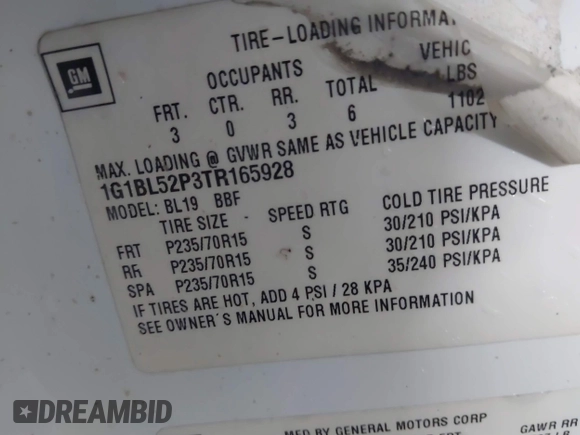 GM
TIRE-LOADING INFORMA
VEHIC
OCCUPANTS LBS
FRT. CTR. RR. TOTAL 1102
3 0 3 6
MAX. LOADING @ GVWR SAME AS VEHICLE CAPACITY
1G1BL52P3TR165928
MODEL: BL19 BBF
TIRE SIZE SPEED RTG COLD TIRE PRESSURE
FRT P235/70R15 S 30/210 PSI/KPA
RR P235/70R15 S 30/210 PSI/KPA
SPA P235/70R15 S 35/240 PSI/KPA
IF TIRES ARE HOT, ADD 4 PSI / 28 KPA
SEE OWNER'S MANUAL FOR MORE INFORMATION
MFD BY GENERAL MOTORS CORP
GAWR RR
DREAMBID